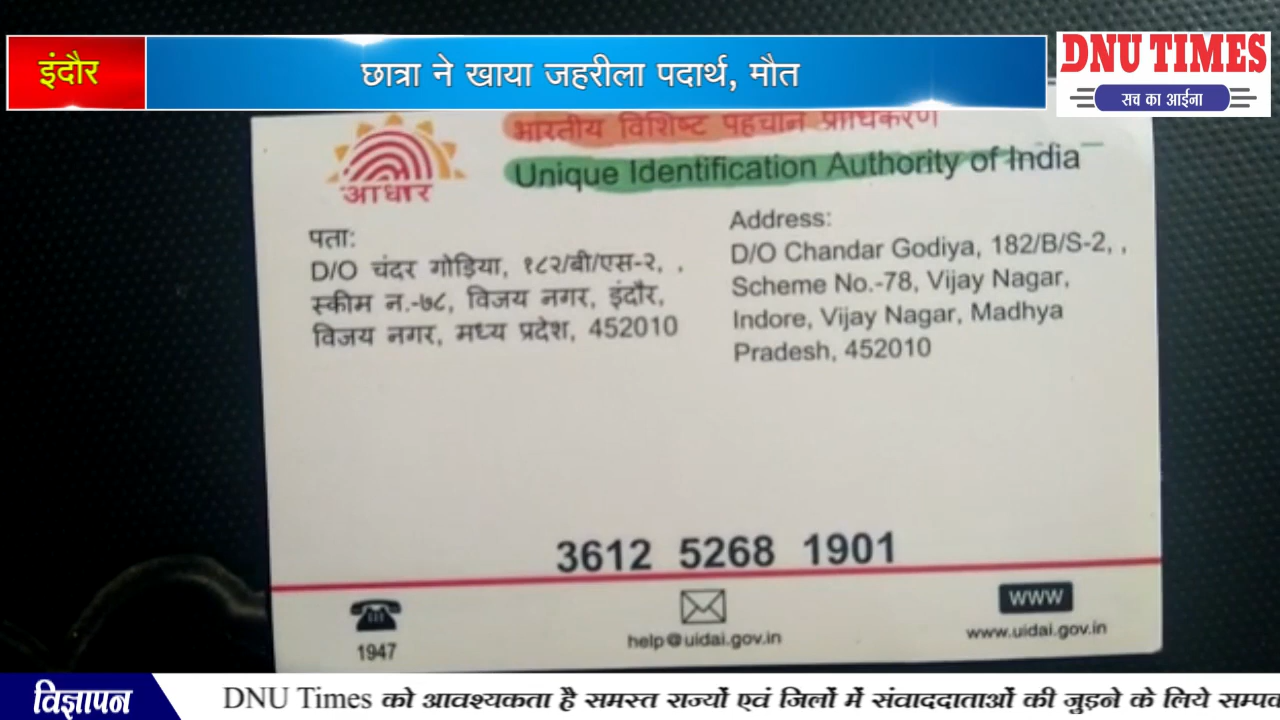 इंदौर
छात्रा ने खाया जहरीला पदार्थ, मौत
DNU TIMES
सच का आईना
भारतीय विशिष्ट पहचान प्राधिकरण
Unique Identification Authority of India
आधार
पता:
D/O चंदर गोड़िया, १८२/बी/एस-२, ,
स्कीम न.-७८, विजय नगर, इंदौर,
विजय नगर, मध्य प्रदेश, 452010
Address:
D/O Chandar Godiya, 182/B/S-2, ,
Scheme No.-78, Vijay Nagar,
Indore, Vijay Nagar, Madhya
Pradesh, 452010
3612 5268 1901
1947
help@uidai.gov.in
WWW
www.uidai.gov.in
विज्ञापन
DNU Times को आवश्यकता है समस्त राज्यों एवं जिलों में संवाददाताओं की जुड़ने के लिये